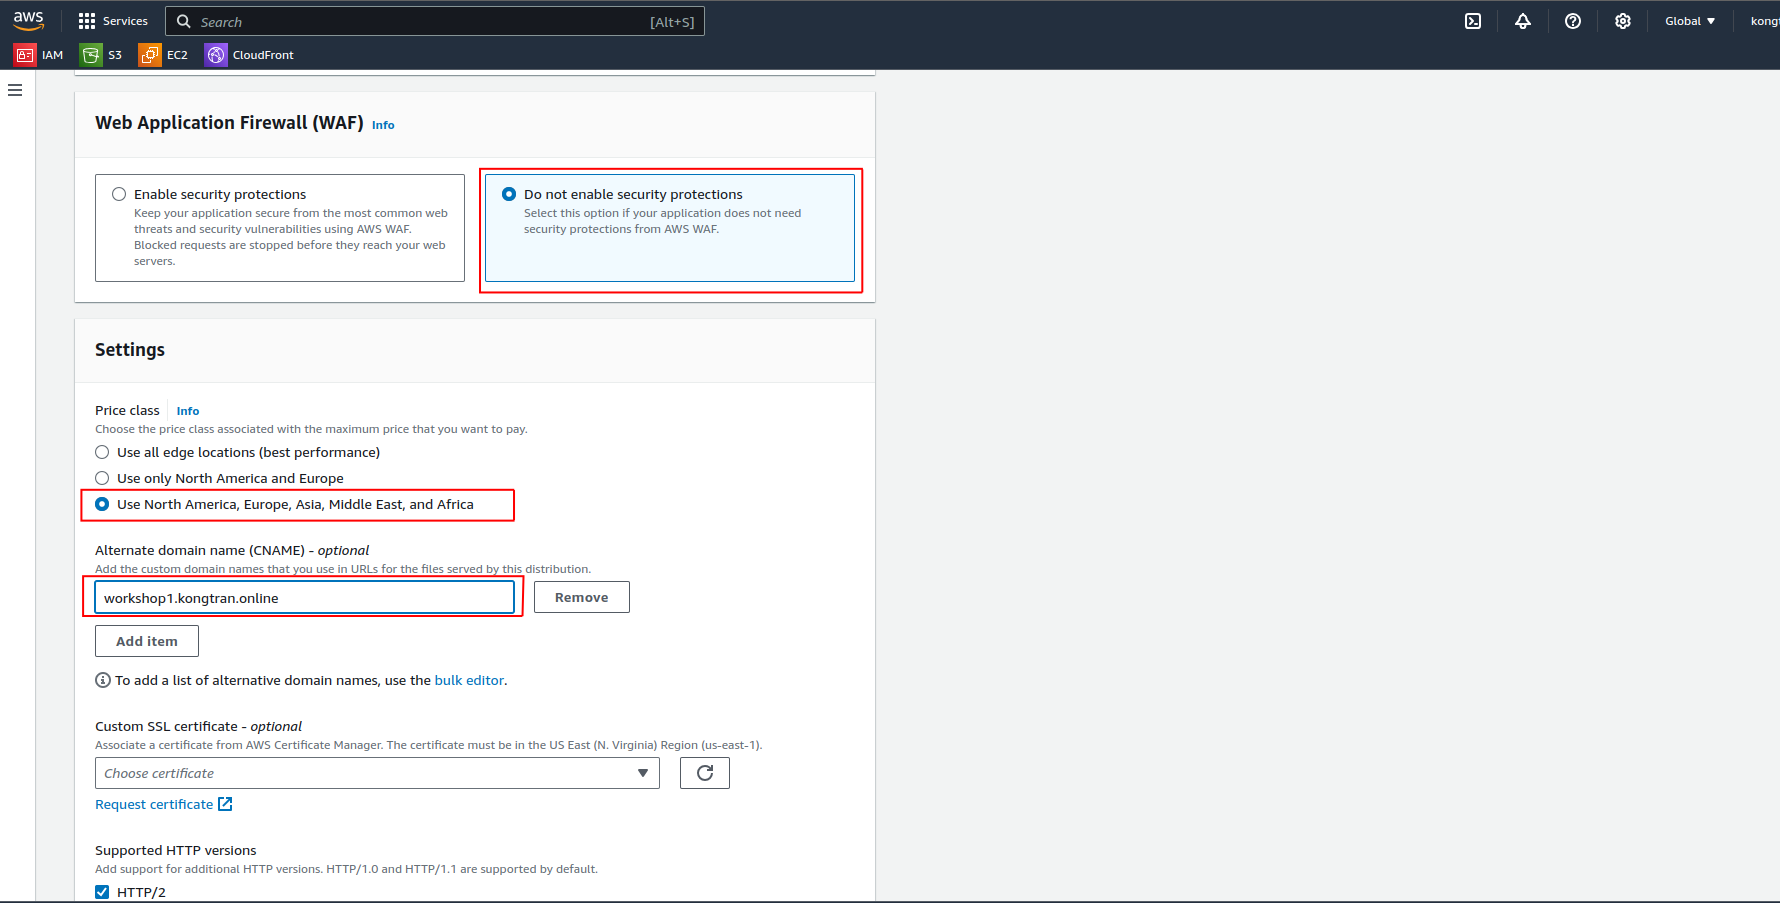 aws
Services
Search
[Alt+S]
Global
kongt
IAM
S3
EC2
CloudFront
Web Application Firewall (WAF) Info
Enable security protections
Keep your application secure from the most common web
threats and security vulnerabilities using AWS WAF.
Blocked requests are stopped before they reach your web
servers.
Do not enable security protections
Select this option if your application does not need
security protections from AWS WAF.
Settings
Price class Info
Choose the price class associated with the maximum price that you want to pay.
Use all edge locations (best performance)
Use only North America and Europe
Use North America, Europe, Asia, Middle East, and Africa
Alternate domain name (CNAME) - optional
Add the custom domain names that you use in URLs for the files served by this distribution.
workshop1.kongtran.online
Remove
Add item
To add a list of alternative domain names, use the bulk editor.
Custom SSL certificate - optional
Associate a certificate from AWS Certificate Manager. The certificate must be in the US East (N. Virginia) Region (us-east-1).
Choose certificate
Request certificate
Supported HTTP versions
Add support for additional HTTP versions. HTTP/1.0 and HTTP/1.1 are supported by default.
HTTP/2